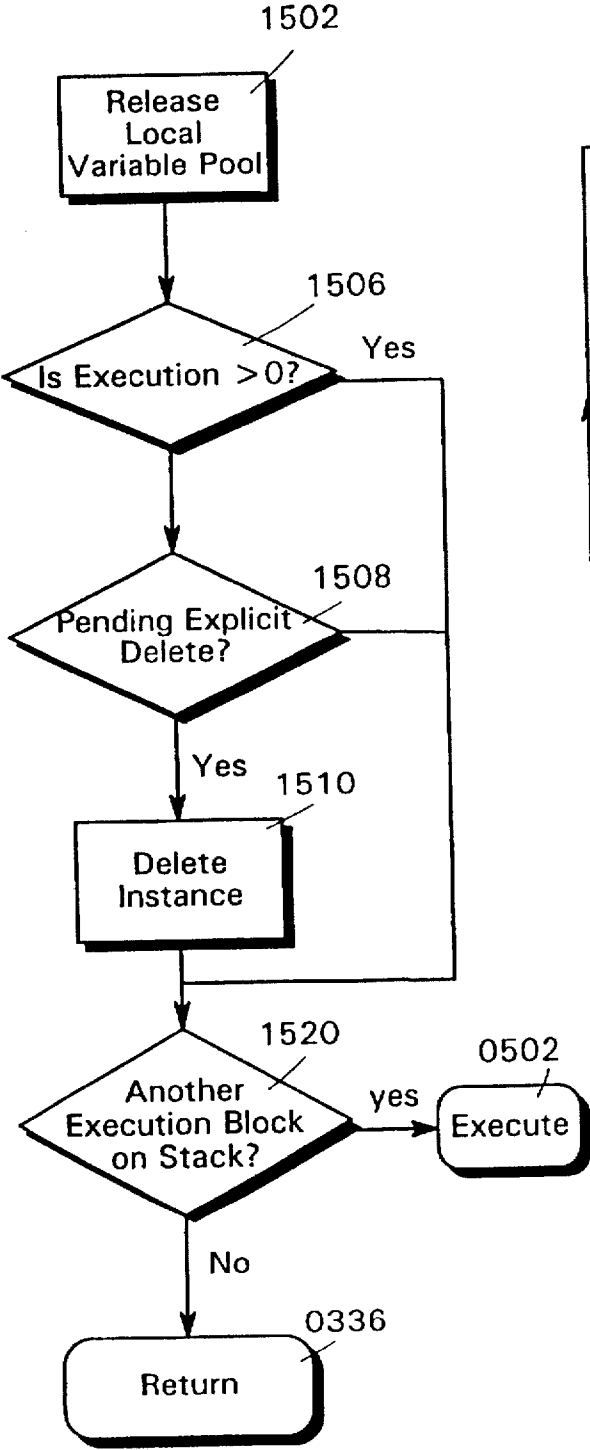 1502
Release
Local
Variable Pool
1506
Yes
Is Execution >0?
1508
Pending Explicit
Delete?
Yes
1510
Delete
Instance
1520
0502
Another
Execution Block
on Stack?
yes
Execute
No
0336
Return